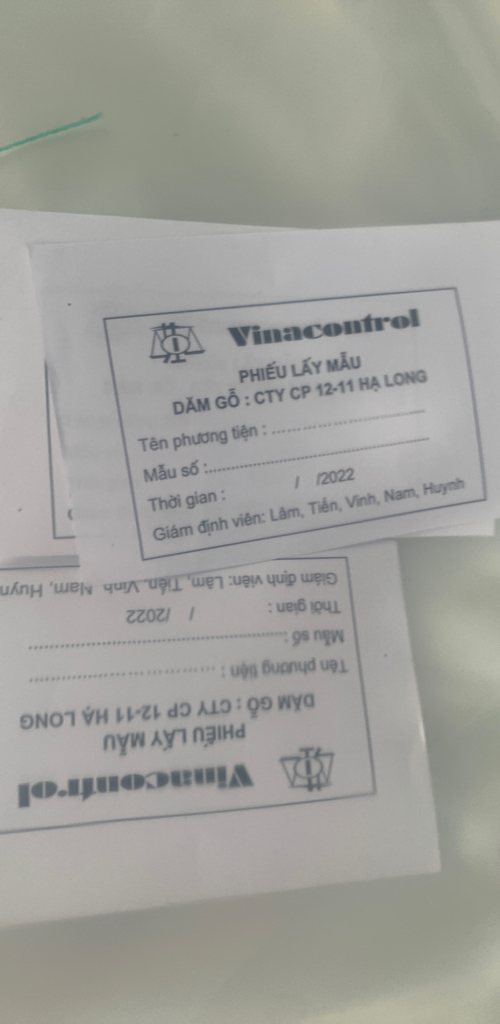 Vinacontrol
PHIẾU LẤY MẪU
DĂM GỖ : CTY CP 12-11 HẠ LONG
Tên phương tiện : ........................................
Mẫu số :........................................
Thời gian : / /2022
Giám định viên: Lâm, Tiến, Vinh, Nam, Huynh
Vinacontrol
PHIẾU LẤY MẪU
DĂM GỖ : CTY CP 12-11 HẠ LONG
Tên phương tiện : ........................................
Mẫu số :........................................
Thời gian : / /2022
Giám định viên: Lâm, Tiến, Vinh, Nam, Huyn